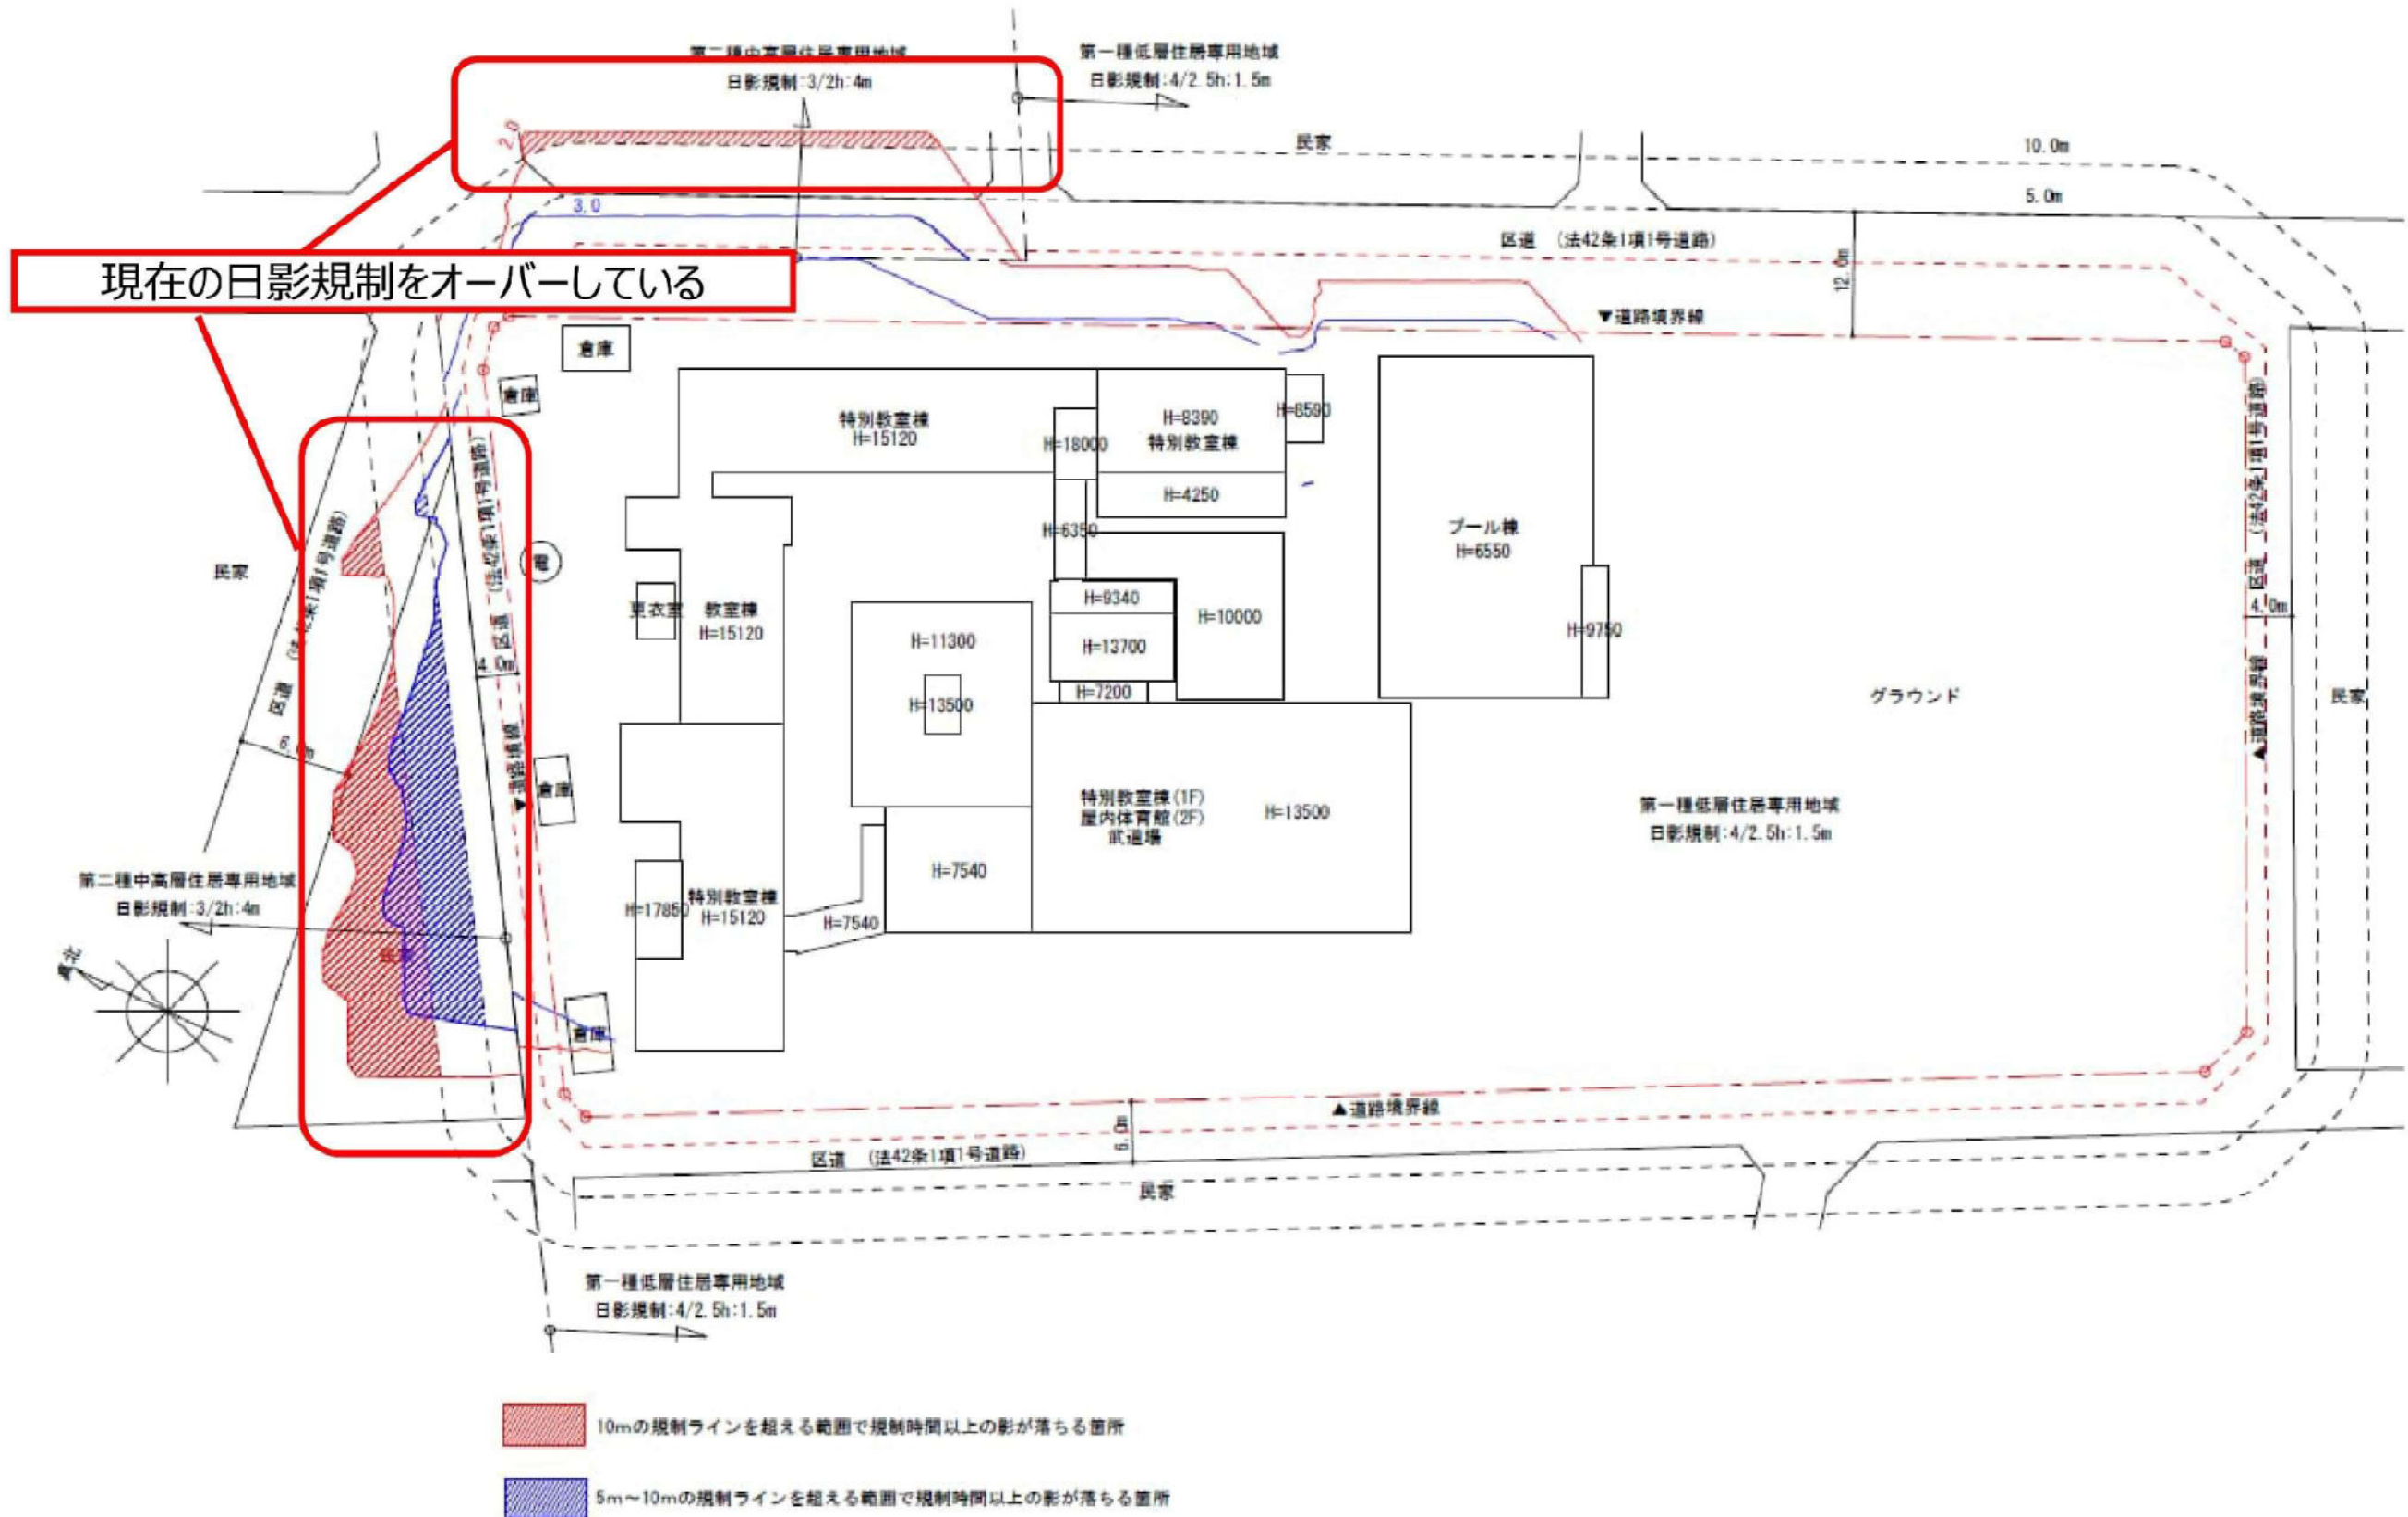 第二種中高層住居専用地域
日影規制:3/2h:4m
第一種低層住居専用地域
日影規制:4/2.5h:1.5m
2.0
民家
10.0m
3.0
5.0m
区道 (法42条1項1号道路)
12.0m
現在の日影規制をオーバーしている
▼道路境界線
倉庫
倉庫
特別教室棟
H=15120
H=18000
H=8390
特別教室棟
H=8590
H=4250
H=6350
プール棟
H=6550
区道 (法42条1項1号道路)
区道 (法42条1項1号道路)
区道 (法42条1項1号道路)
民家
更衣室
教室棟
H=15120
H=11300
H=13500
H=9340
H=13700
H=7200
H=10000
H=9750
4.0m
4.0m
グラウンド
民家
▲道路境界線
▼道路境線
倉庫
特別教室棟(1F)
屋内体育館(2F)
武道場
H=13500
第一種低層住居専用地域
日影規制:4/2.5h:1.5m
第二種中高層住居専用地域
日影規制:3/2h:4m
H=17850
特別教室棟
H=15120
H=7540
H=7540
真北
倉庫
▲道路境界線
6.0m
区道 (法42条1項1号道路)
民家
第一種低層住居専用地域
日影規制:4/2.5h:1.5m
10mの規制ラインを超える範囲で規制時間以上の影が落ちる箇所
5m～10mの規制ラインを超える範囲で規制時間以上の影が落ちる箇所